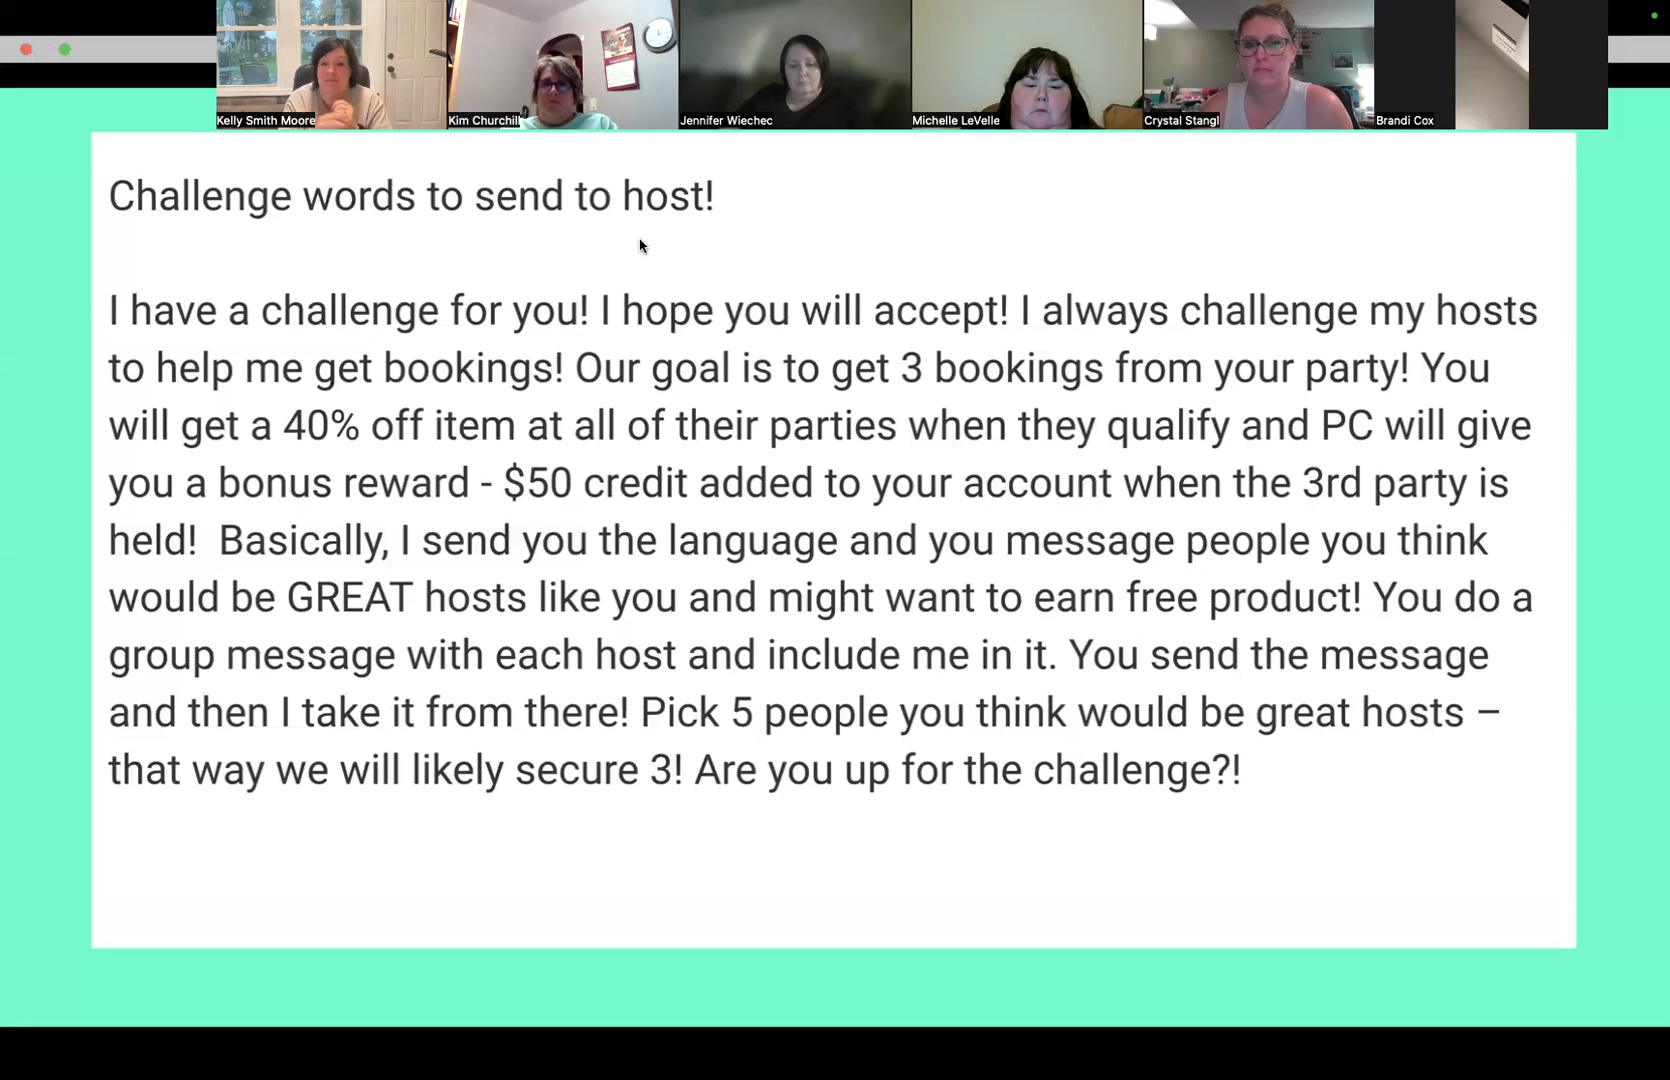 Kelly Smith Moore
Kim Churchill
Jennifer Wiechec
Michelle LeVelle
Crystal Stangl
Brandi Cox
Challenge words to send to host!
I have a challenge for you! I hope you will accept! I always challenge my hosts
to help me get bookings! Our goal is to get 3 bookings from your party! You
will get a 40% off item at all of their parties when they qualify and PC will give
you a bonus reward - $50 credit added to your account when the 3rd party is
held!  Basically, I send you the language and you message people you think
would be GREAT hosts like you and might want to earn free product! You do a
group message with each host and include me in it. You send the message
and then I take it from there! Pick 5 people you think would be great hosts –
that way we will likely secure 3! Are you up for the challenge?!